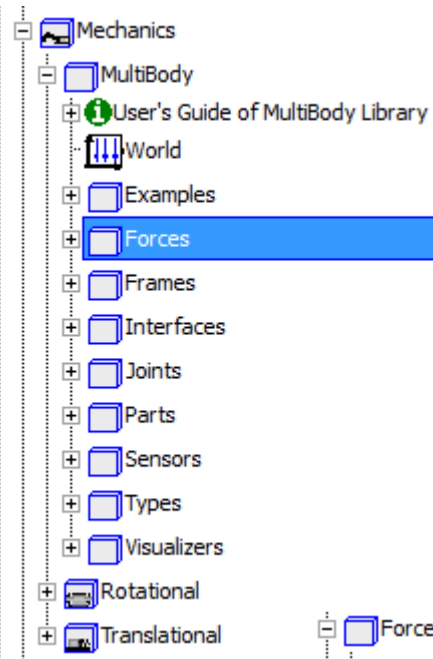 Mechanics
MultiBody
User's Guide of MultiBody Library
World
Examples
Forces
Frames
Interfaces
Joints
Parts
Sensors
Types
Visualizers
Rotational
Translational
Force